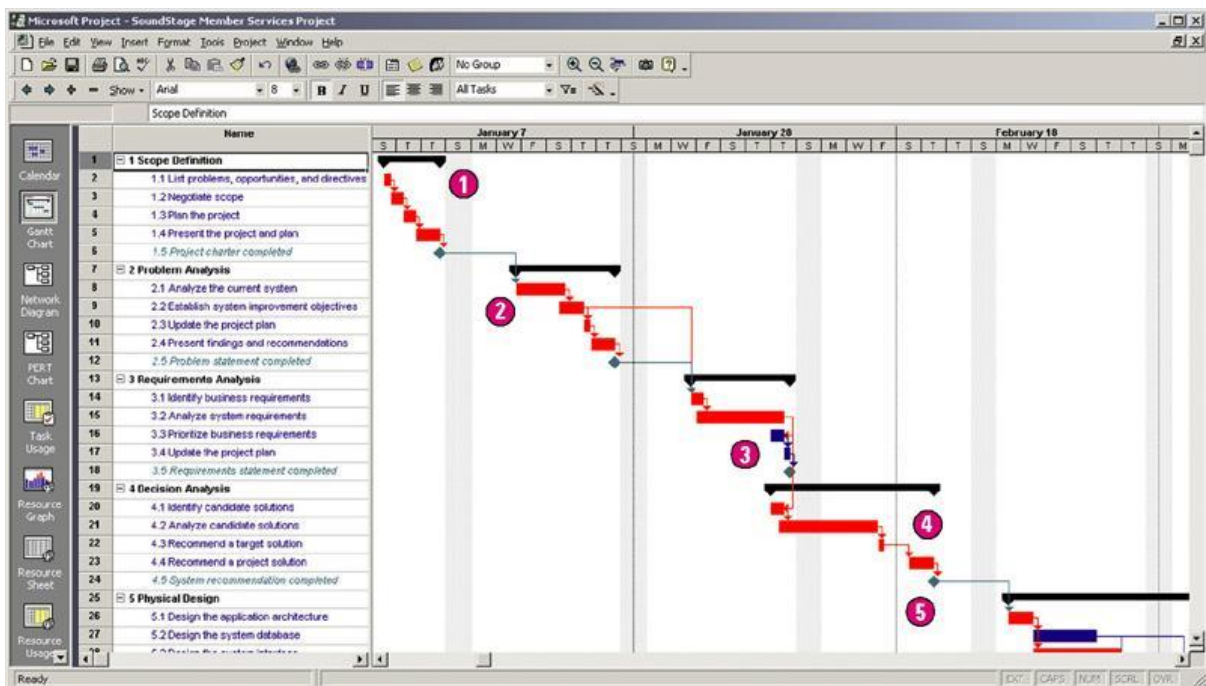 Microsoft Project - SoundStage Member Services Project
File Edit View Insert Format Tools Project Window Help
No Group
Show Arial 8 B I U All Tasks
Scope Definition
Name January 7 January 28 February 18
S T T S M W F S T T S M W F S T T S M W F S T T S M W F S T T S M
1 1 Scope Definition
2 1.1 List problems, opportunities, and directives
3 1.2 Negotiate scope
4 1.3 Plan the project
5 1.4 Present the project and plan
6 1.5 Project charter completed
7 2 Problem Analysis
8 2.1 Analyze the current system
9 2.2 Establish system improvement objectives
10 2.3 Update the project plan
11 2.4 Present findings and recommendations
12 2.5 Problem statement completed
13 3 Requirements Analysis
14 3.1 Identify business requirements
15 3.2 Analyze system requirements
16 3.3 Prioritize business requirements
17 3.4 Update the project plan
18 3.5 Requirements statement completed
19 4 Decision Analysis
20 4.1 Identify candidate solutions
21 4.2 Analyze candidate solutions
22 4.3 Recommend a target solution
23 4.4 Recommend a project solution
24 4.5 System recommendation completed
25 5 Physical Design
26 5.1 Design the application architecture
27 5.2 Design the system database
Calendar
Gantt
Chart
Network
Diagram
PERT
Chart
Task
Usage
Resource
Graph
Resource
Sheet
Resource
Usage
1
2
3
4
5
Ready EXT CAPS NUM SCRL OVR